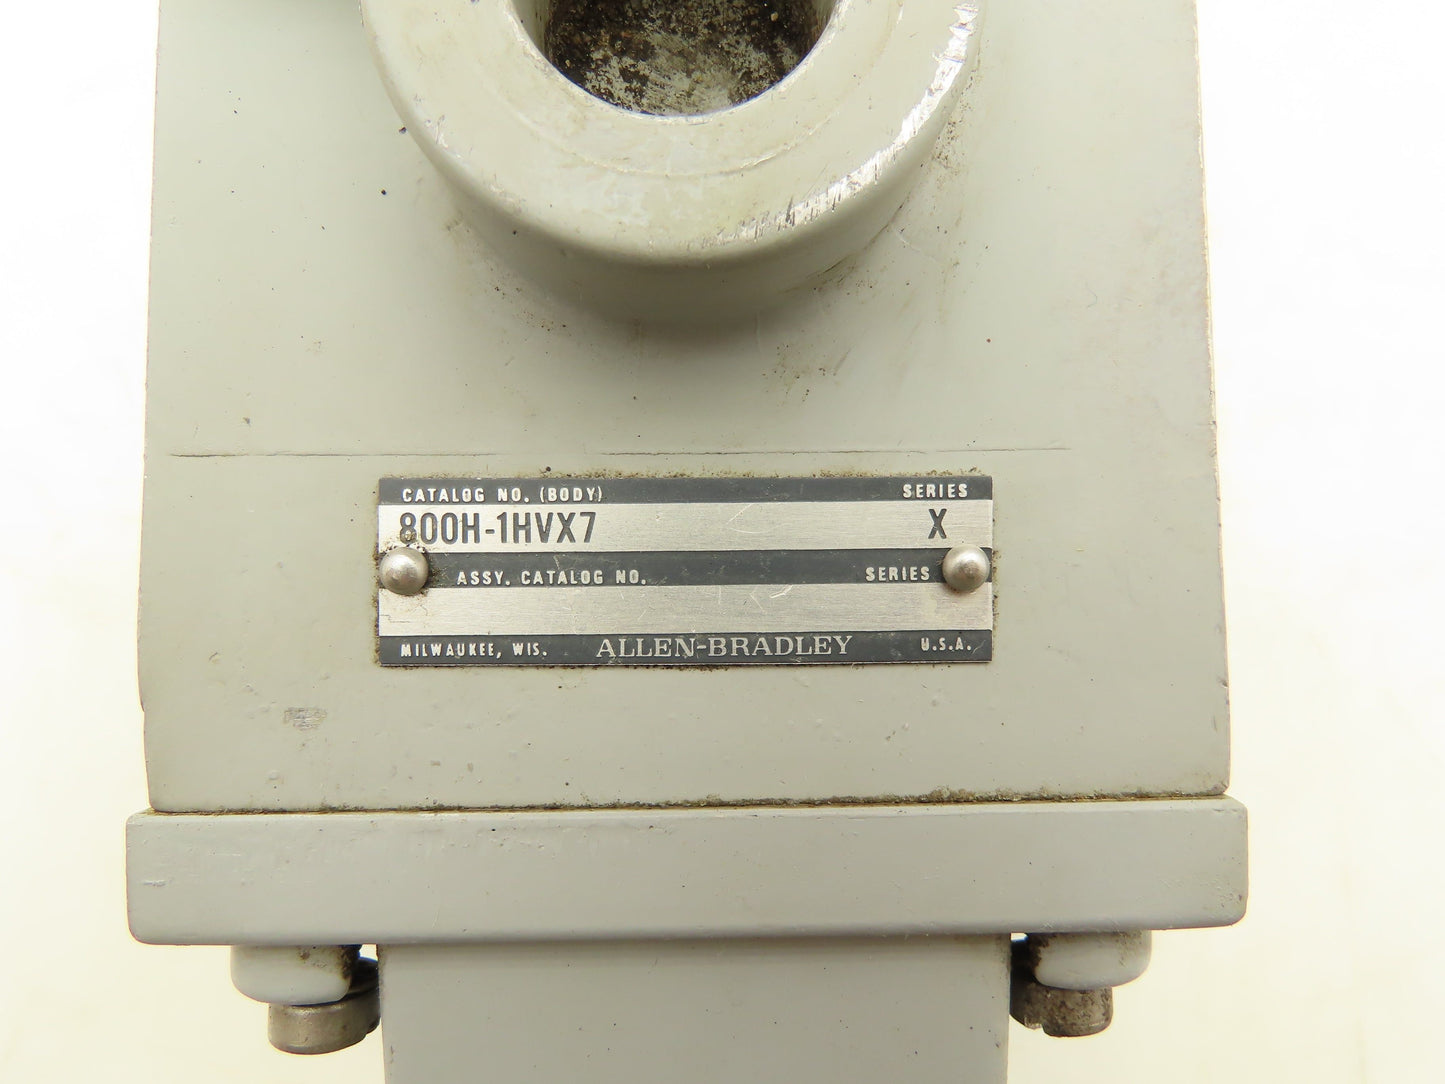 CATALOG NO. (BODY) SERIES
800H-1HVX7 X
ASSY. CATALOG NO. SERIES
MILWAUKEE, WIS. ALLEN-BRADLEY U.S.A.